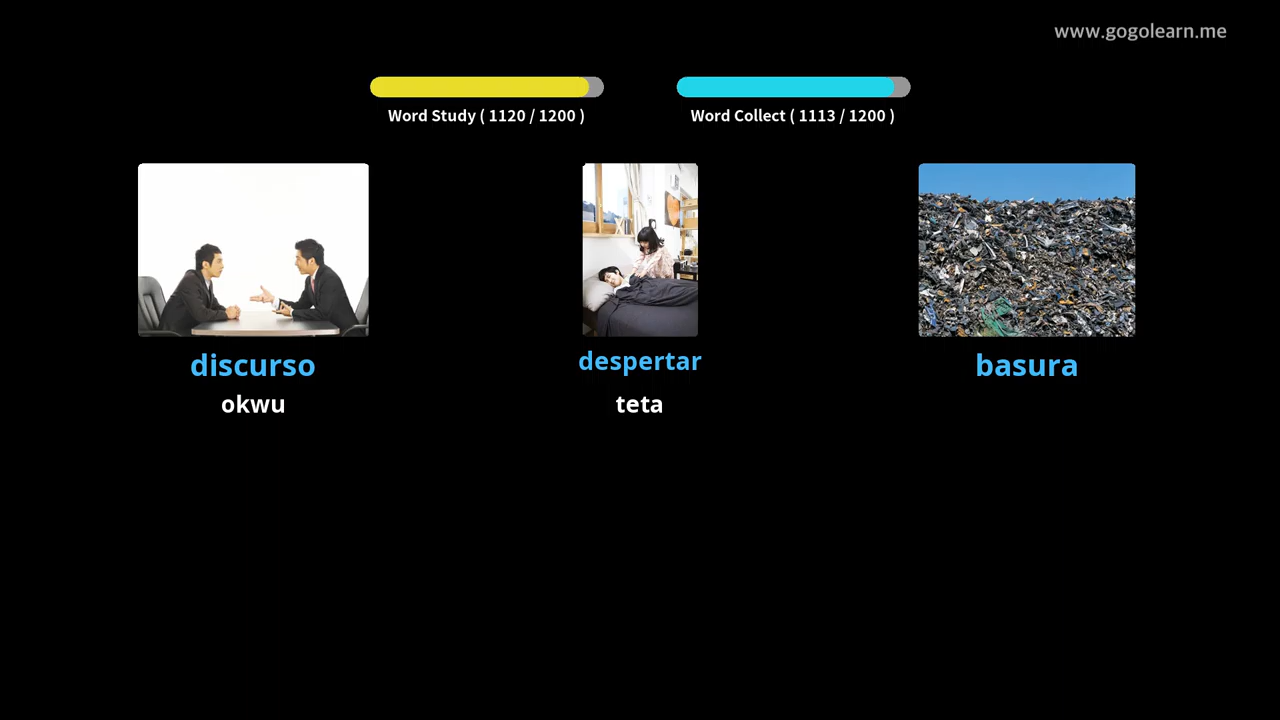 www.gogolearn.me
Word Study ( 1120 / 1200 )
Word Collect ( 1113 / 1200 )
discurso
despertar
basura
okwu
teta